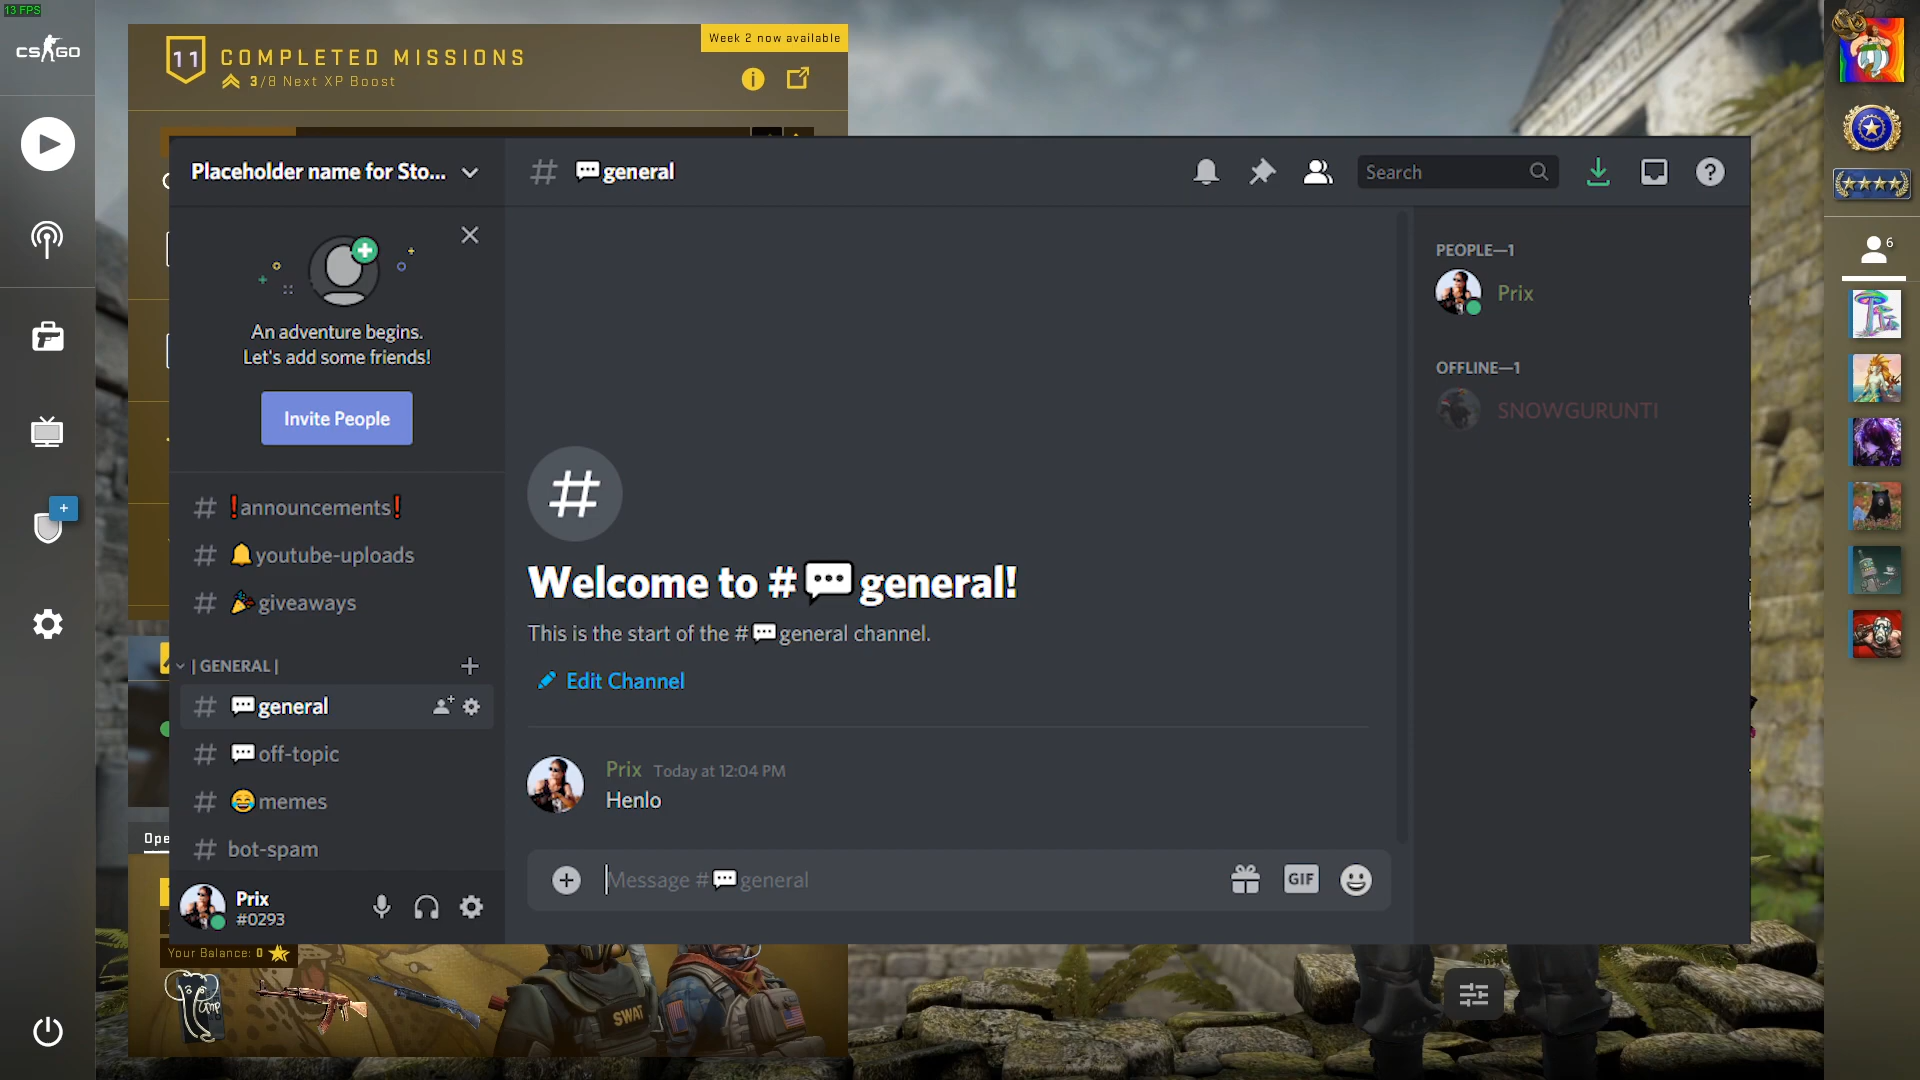 13 FPS
CS GO
11
COMPLETED MISSIONS
3/8 Next XP Boost
Week 2 now available
Placeholder name for Sto...
An adventure begins.
Let's add some friends!
Invite People
# ❗announcements❗
# 🔔youtube-uploads
# 🎉giveaways
| GENERAL |
# 💬general
# 💬off-topic
# 😂memes
# bot-spam
Prix
#0293
# 💬general
Search
Welcome to #💬general!
This is the start of the #💬general channel.
Edit Channel
Prix Today at 12:04 PM
Henlo
Message #💬general
GIF
PEOPLE—1
Prix
OFFLINE—1
SNOWGURUNTI
6
Ope
Your Balance: 0
SWAT